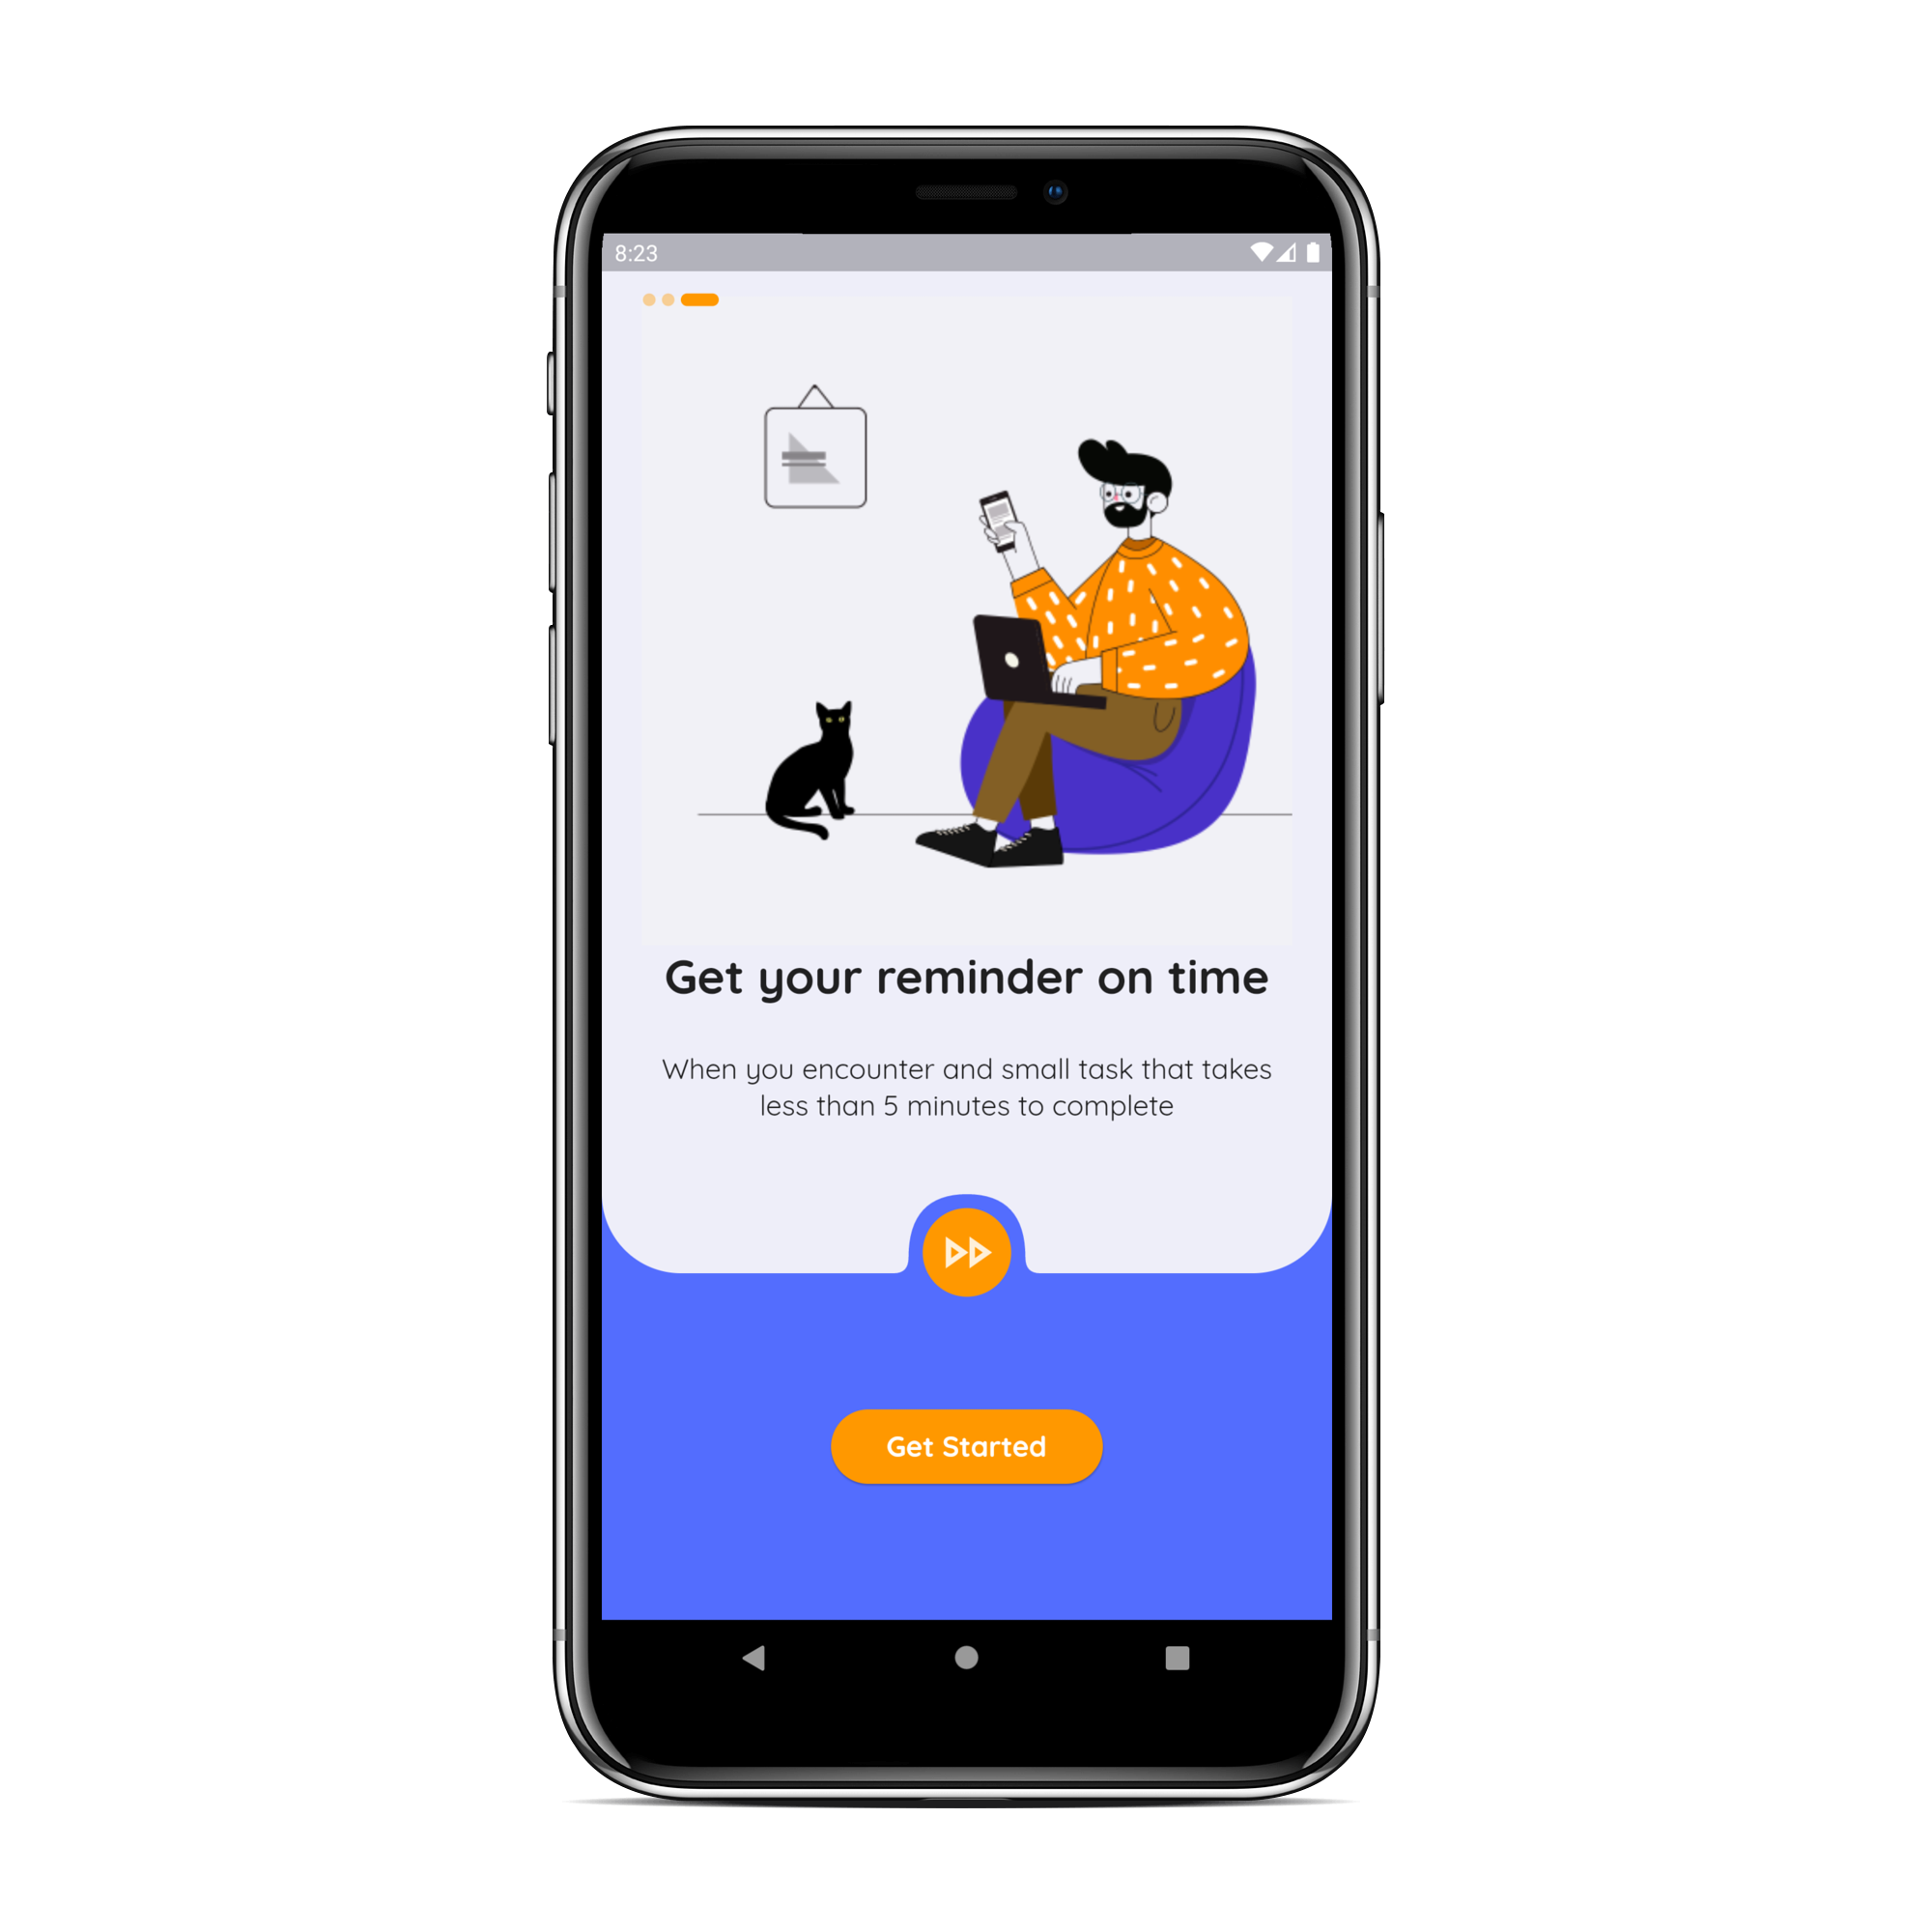 8:23
Get your reminder on time
When you encounter and small task that takes
less than 5 minutes to complete
Get Started